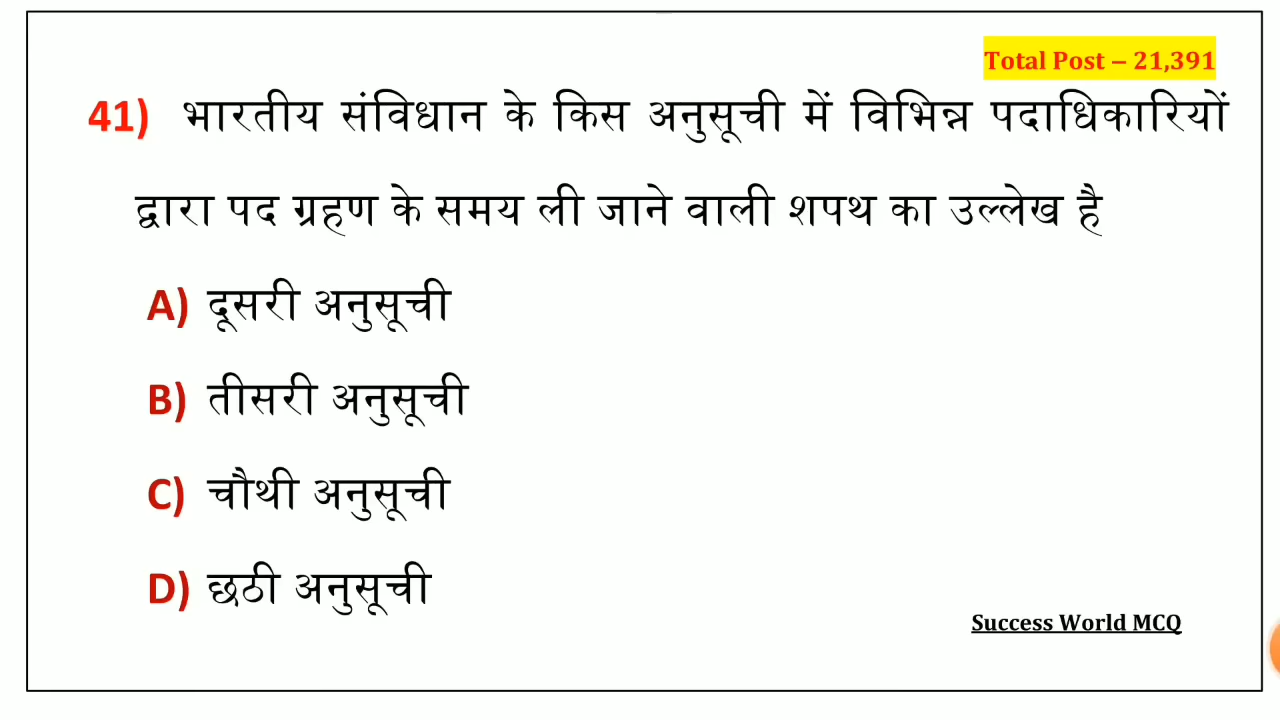 Total Post – 21,391
41) भारतीय संविधान के किस अनुसूची में विभिन्न पदाधिकारियों
द्वारा पद ग्रहण के समय ली जाने वाली शपथ का उल्लेख है
A) दूसरी अनुसूची
B) तीसरी अनुसूची
C) चौथी अनुसूची
D) छठी अनुसूची
Success World MCQ